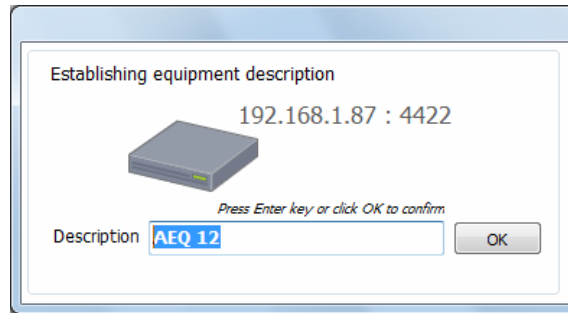 Establishing equipment description
192.168.1.87 : 4422
Press Enter key or click OK to confirm
Description AEQ 12 OK